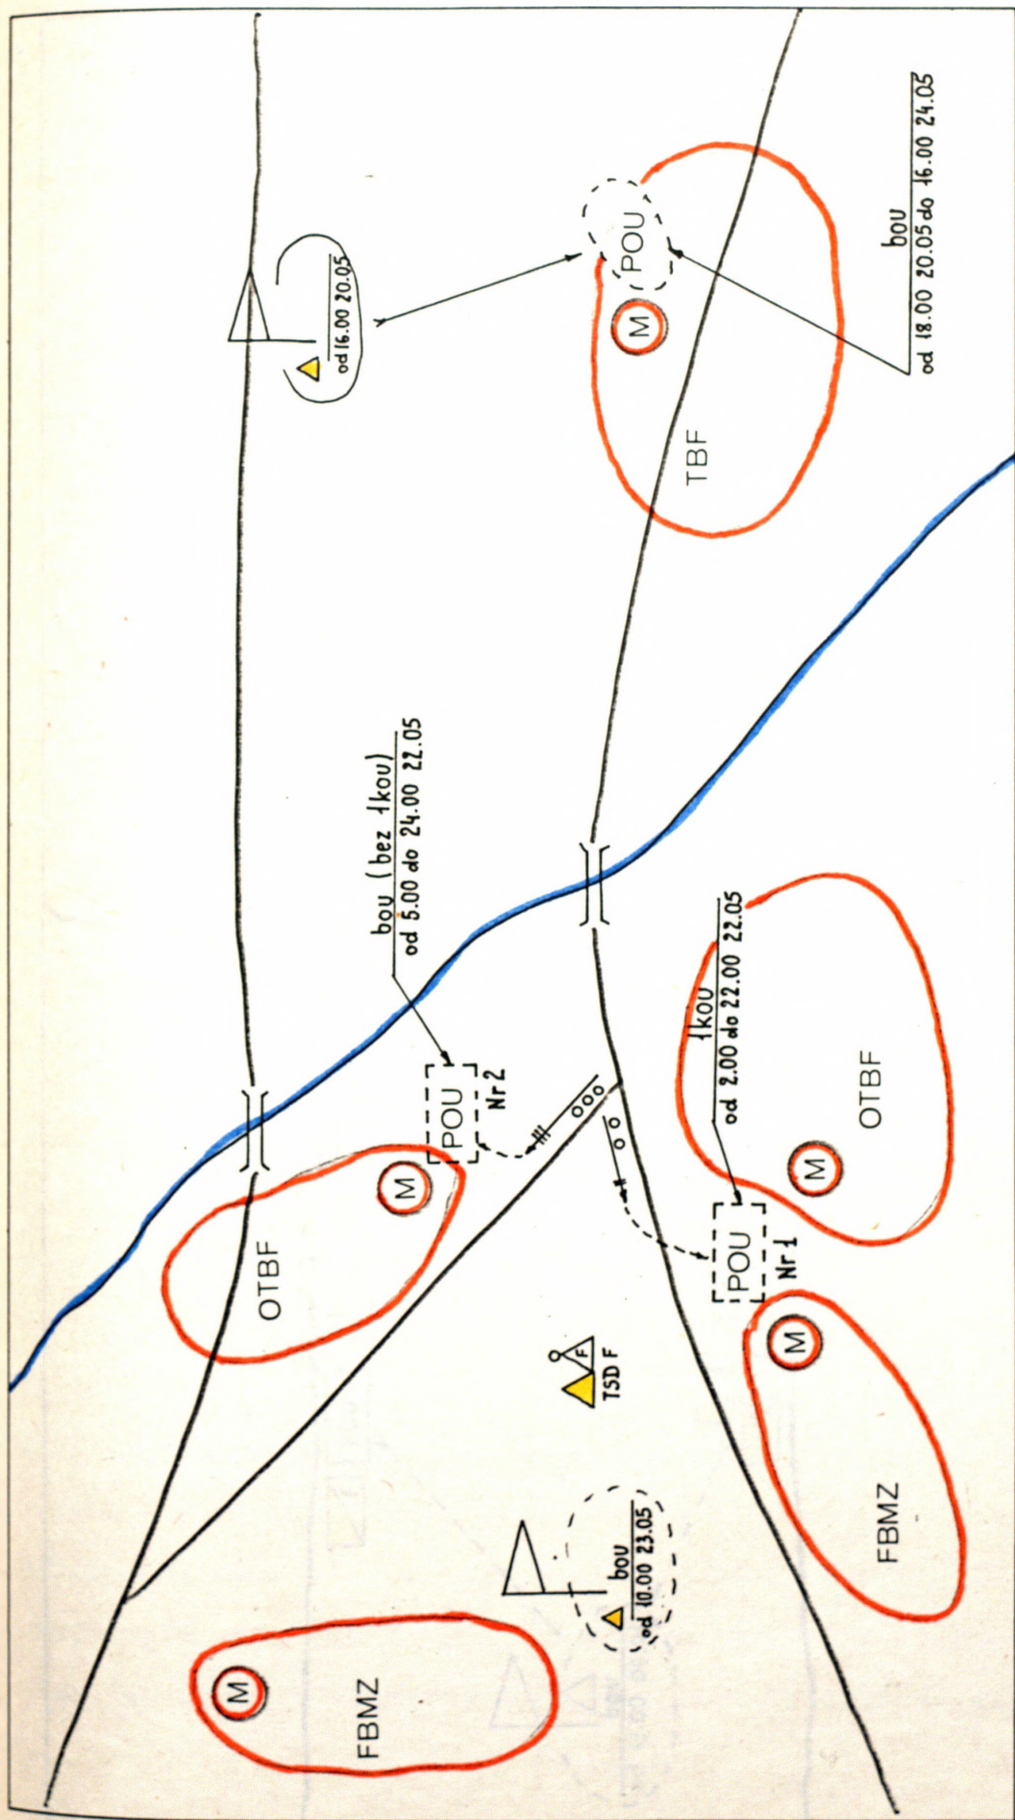 FBMZ
M
bou
od 10.00 23.05
TSD F
F
FBMZ
M
OTBF
M
POU
Nr 2
bou (bez 1kou)
od 5.00 do 24.00 22.05
POU
Nr 1
1kou
od 2.00 do 22.00 22.05
OTBF
M
od 16.00 20.05
TBF
M
POU
bou
od 18.00 20.05 do 16.00 24.05